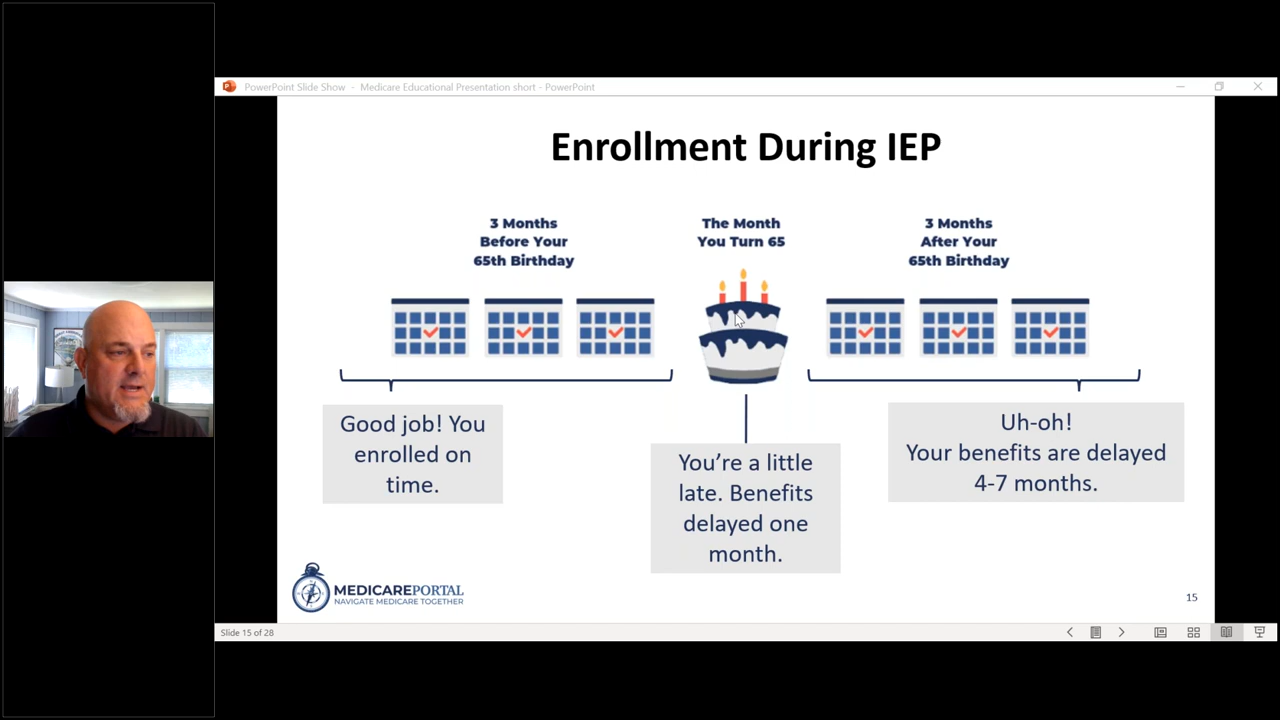 PowerPoint Slide Show - Medicare Educational Presentation short - PowerPoint
Enrollment During IEP
3 Months
Before Your
65th Birthday
The Month
You Turn 65
3 Months
After Your
65th Birthday
Good job! You
enrolled on
time.
You’re a little
late. Benefits
delayed one
month.
Uh-oh!
Your benefits are delayed
4-7 months.
MEDICAREPORTAL
NAVIGATE MEDICARE TOGETHER
15
Slide 15 of 28